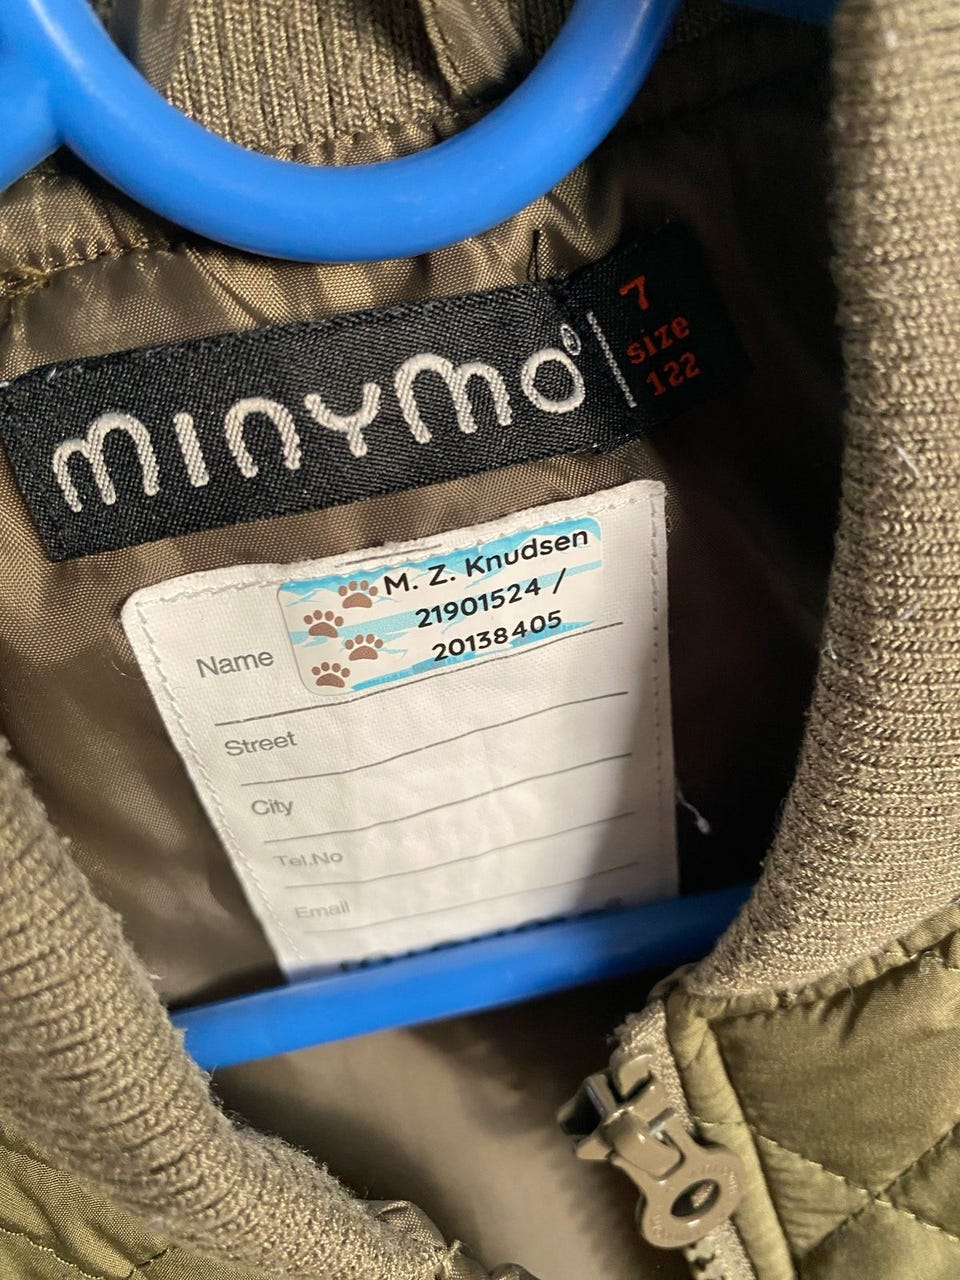 minymo®
7
size
122
M. Z. Knudsen
21901524 /
20138405
Name
Street
City
Tel.No
Email